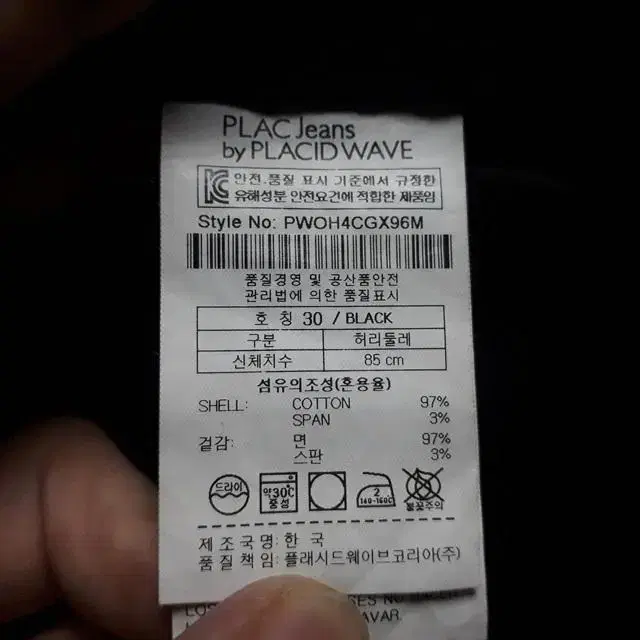 PLAC Jeans
by PLACID WAVE
안전·품질 표시 기준에서 규정한
유해성분 안전요건에 적합한 제품임
Style No: PWOH4CGX96M
품질경영 및 공산품안전
관리법에 의한 품질표시
호 칭 30 / BLACK
구분 허리둘레
신체치수 85 cm
섬유의조성(혼용율)
SHELL: COTTON 97%
SPAN 3%
겉감: 면 97%
스판 3%
드라이
약30℃
중성
2
140~160℃
불꽃주의
제 조 국 명: 한 국
품 질 책 임: 플래시드웨이브코리아(주)